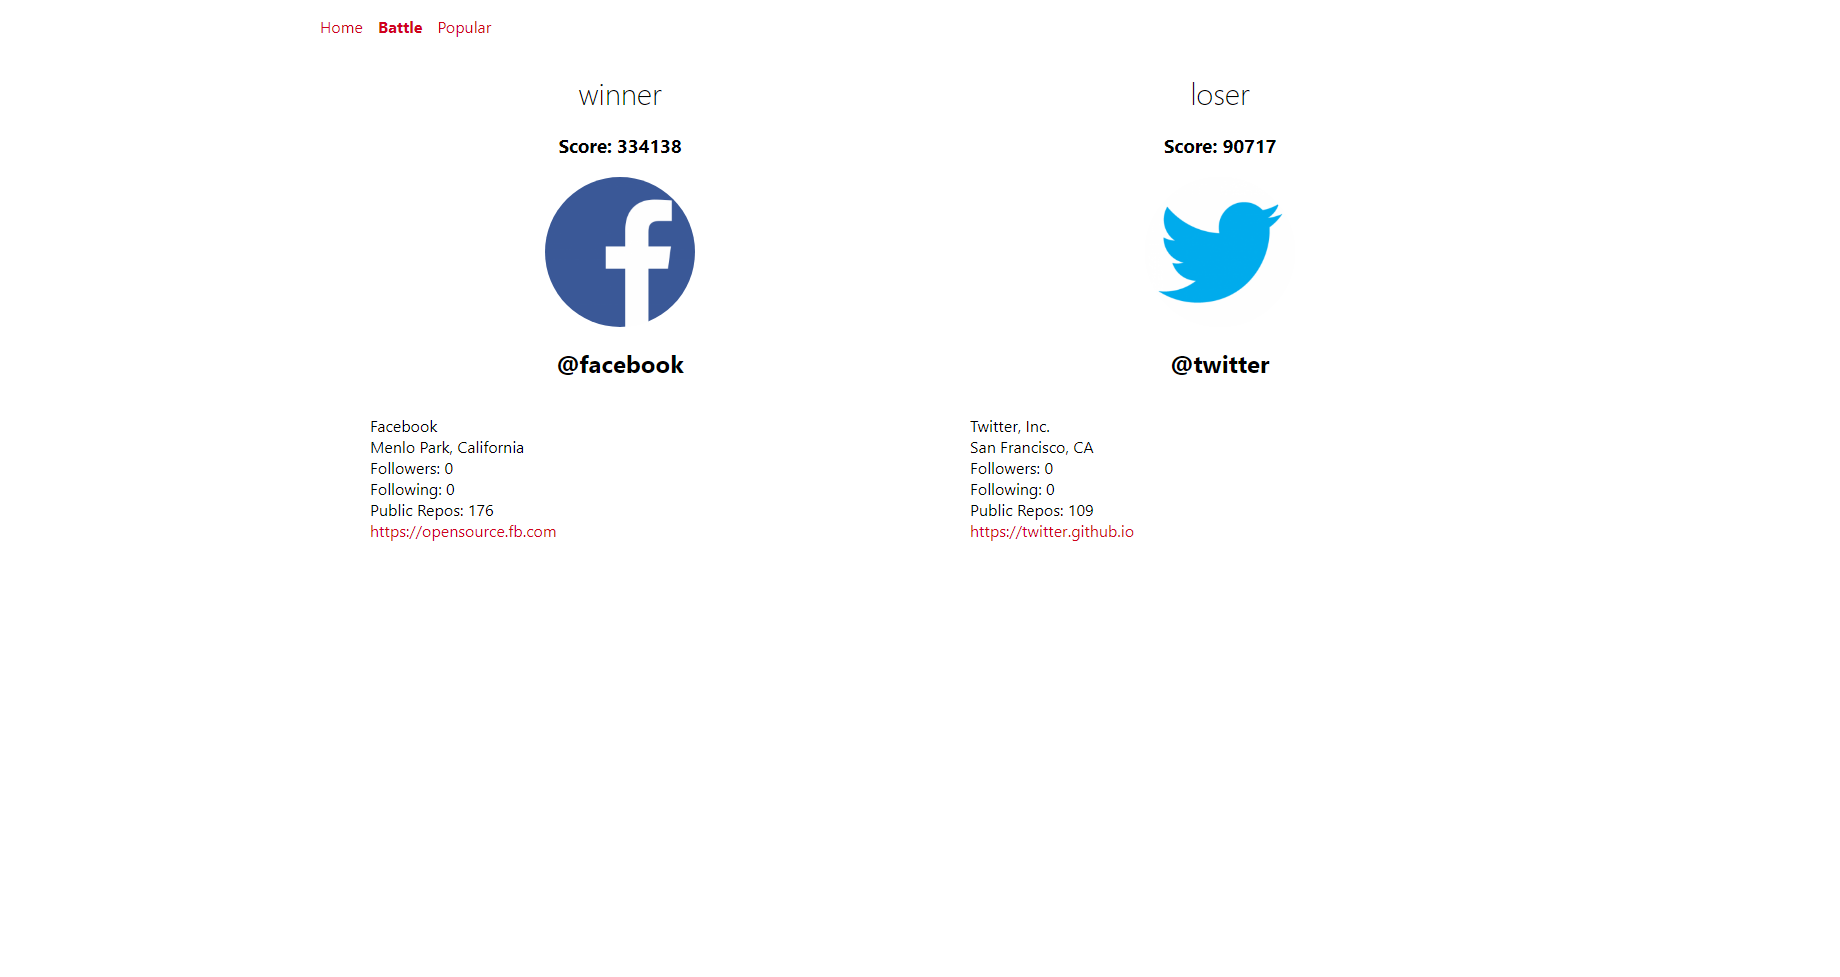 Home Battle Popular
winner
Score: 334138
@facebook
Facebook
Menlo Park, California
Followers: 0
Following: 0
Public Repos: 176
https://opensource.fb.com
loser
Score: 90717
@twitter
Twitter, Inc.
San Francisco, CA
Followers: 0
Following: 0
Public Repos: 109
https://twitter.github.io